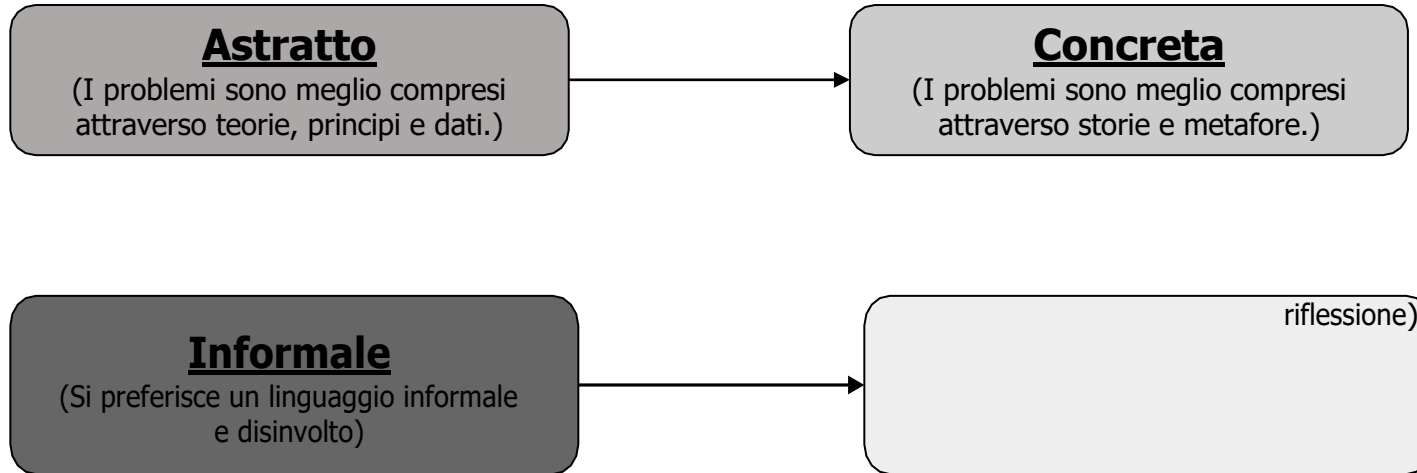 Astratto
(I problemi sono meglio compresi
attraverso teorie, principi e dati.)
Concreta
(I problemi sono meglio compresi
attraverso storie e metafore.)
Informale
(Si preferisce un linguaggio informale
e disinvolto)
riflessione)